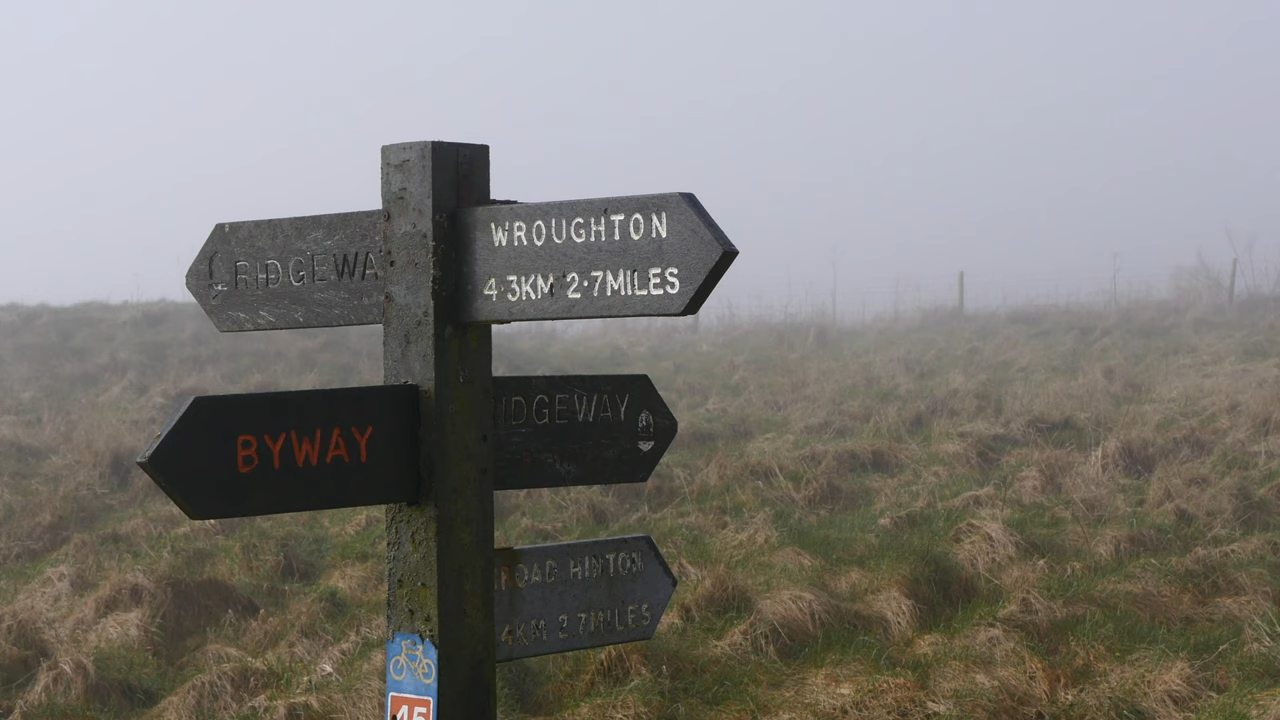 RIDGEWA
WROUGHTON
4·3KM 2·7MILES
BYWAY
IDGEWAY
ROAD HINTON
4KM 2.7MILES
45